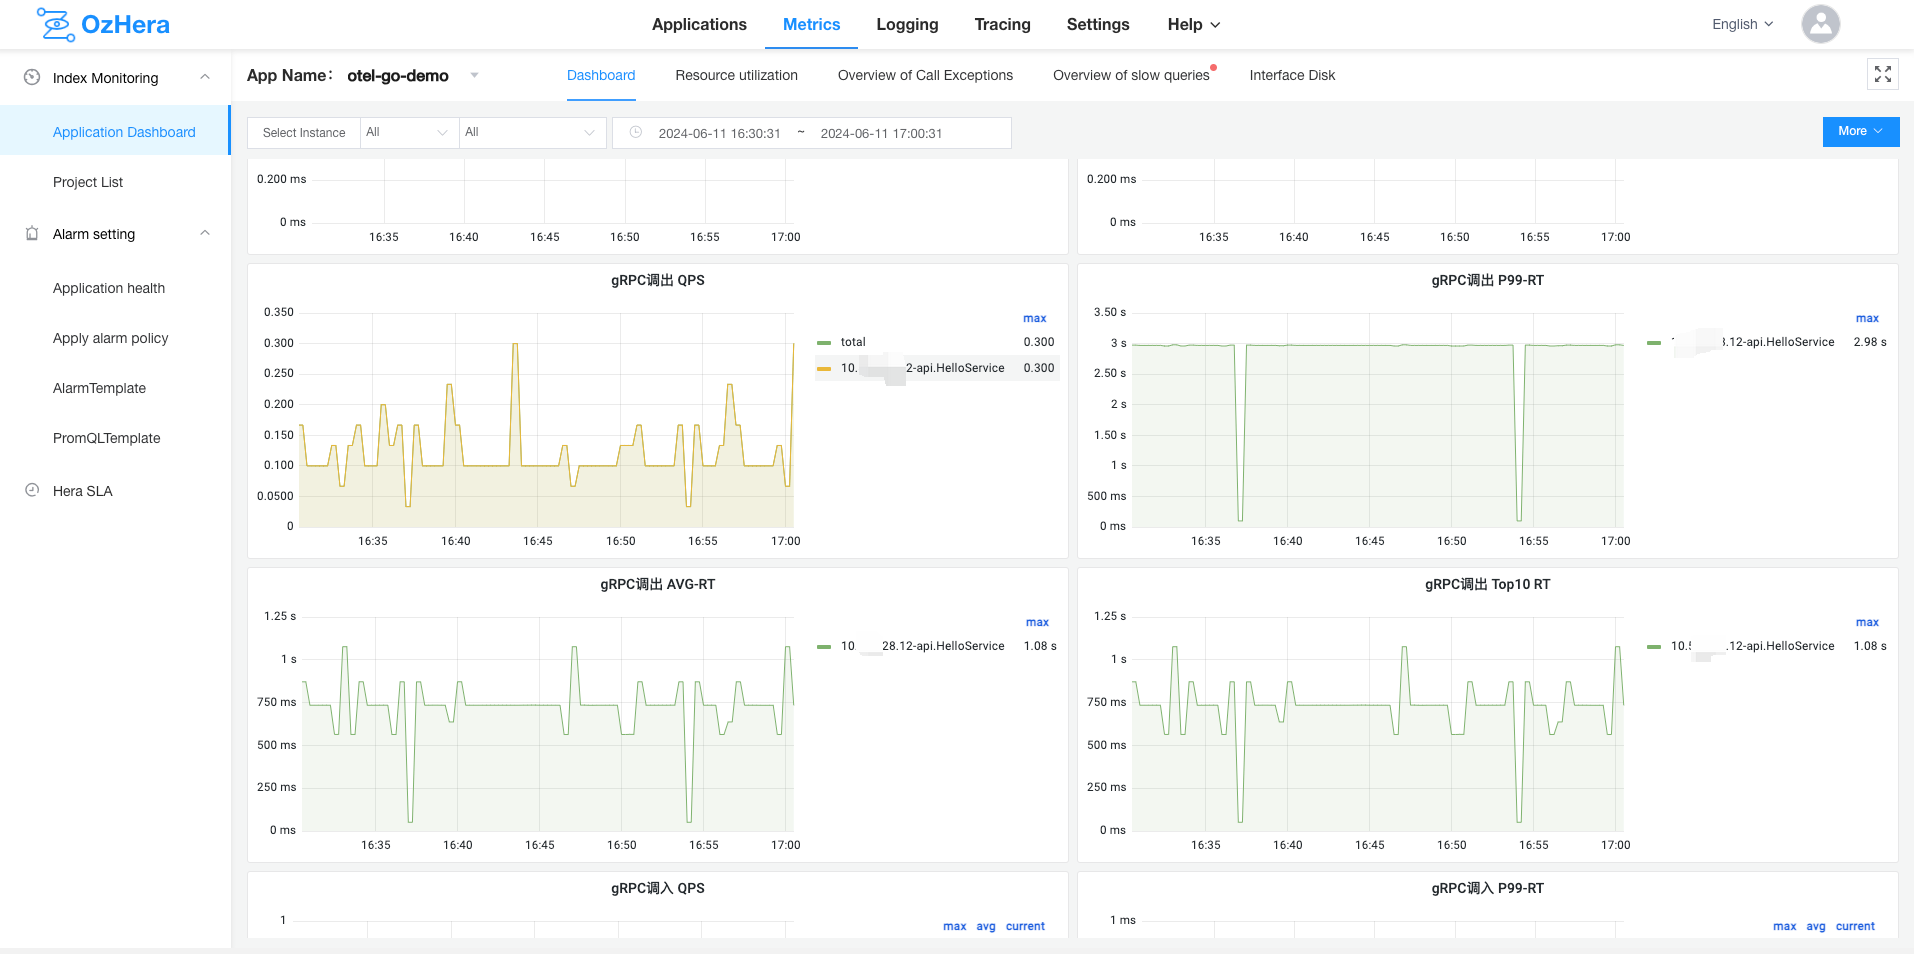 OzHera
Applications Metrics Logging Tracing Settings Help
English
Index Monitoring
Application Dashboard
Project List
Alarm setting
Application health
Apply alarm policy
AlarmTemplate
PromQLTemplate
Hera SLA
App Name： otel-go-demo
Dashboard Resource utilization Overview of Call Exceptions Overview of slow queries Interface Disk
Select Instance All All 2024-06-11 16:30:31 ~ 2024-06-11 17:00:31 More
0.200 ms
0 ms
16:35 16:40 16:45 16:50 16:55 17:00
0.200 ms
0 ms
16:35 16:40 16:45 16:50 16:55 17:00
gRPC调出 QPS
0.350
0.300
0.250
0.200
0.150
0.100
0.0500
0
16:35 16:40 16:45 16:50 16:55 17:00
max
total 0.300
10. 2-api.HelloService 0.300
gRPC调出 P99-RT
3.50 s
3 s
2.50 s
2 s
1.50 s
1 s
500 ms
0 ms
16:35 16:40 16:45 16:50 16:55 17:00
max
.12-api.HelloService 2.98 s
gRPC调出 AVG-RT
1.25 s
1 s
750 ms
500 ms
250 ms
0 ms
16:35 16:40 16:45 16:50 16:55 17:00
max
10. 28.12-api.HelloService 1.08 s
gRPC调出 Top10 RT
1.25 s
1 s
750 ms
500 ms
250 ms
0 ms
16:35 16:40 16:45 16:50 16:55 17:00
max
10. .12-api.HelloService 1.08 s
gRPC调入 QPS
1
max avg current
gRPC调入 P99-RT
1 ms
max avg current